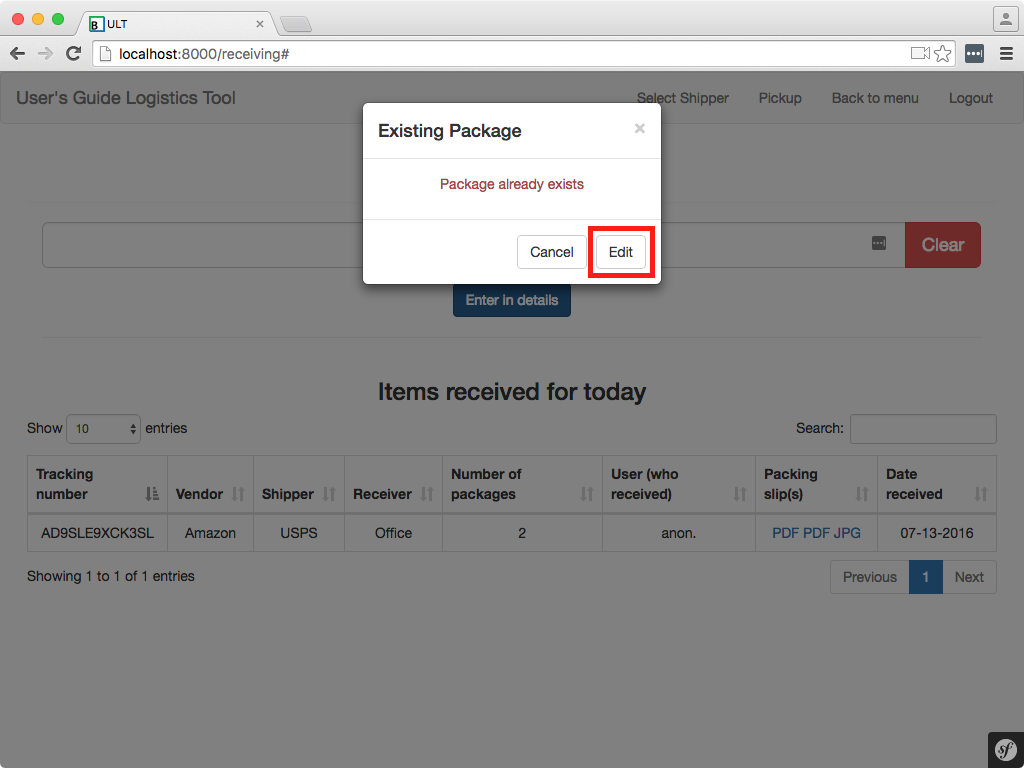 B ULT
localhost:8000/receiving#
User's Guide Logistics Tool
Select Shipper Pickup Back to menu Logout
Existing Package ×
Package already exists
Cancel Edit
Clear
Enter in details
Items received for today
Show 10 entries Search:
Tracking number Vendor Shipper Receiver Number of packages User (who received) Packing slip(s) Date received
AD9SLE9XCK3SL Amazon USPS Office 2 anon. PDF PDF JPG 07-13-2016
Showing 1 to 1 of 1 entries Previous 1 Next
sf